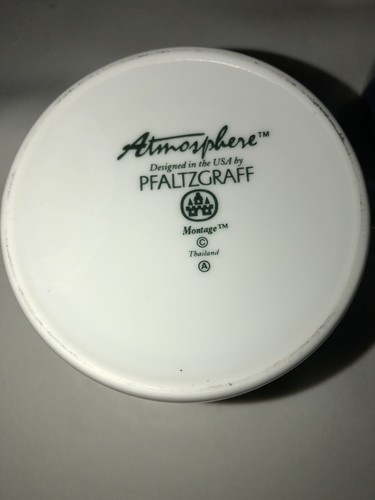 Atmosphere™
Designed in the USA by
PFALTZGRAFF
Montage™
©
Thailand
Ⓐ